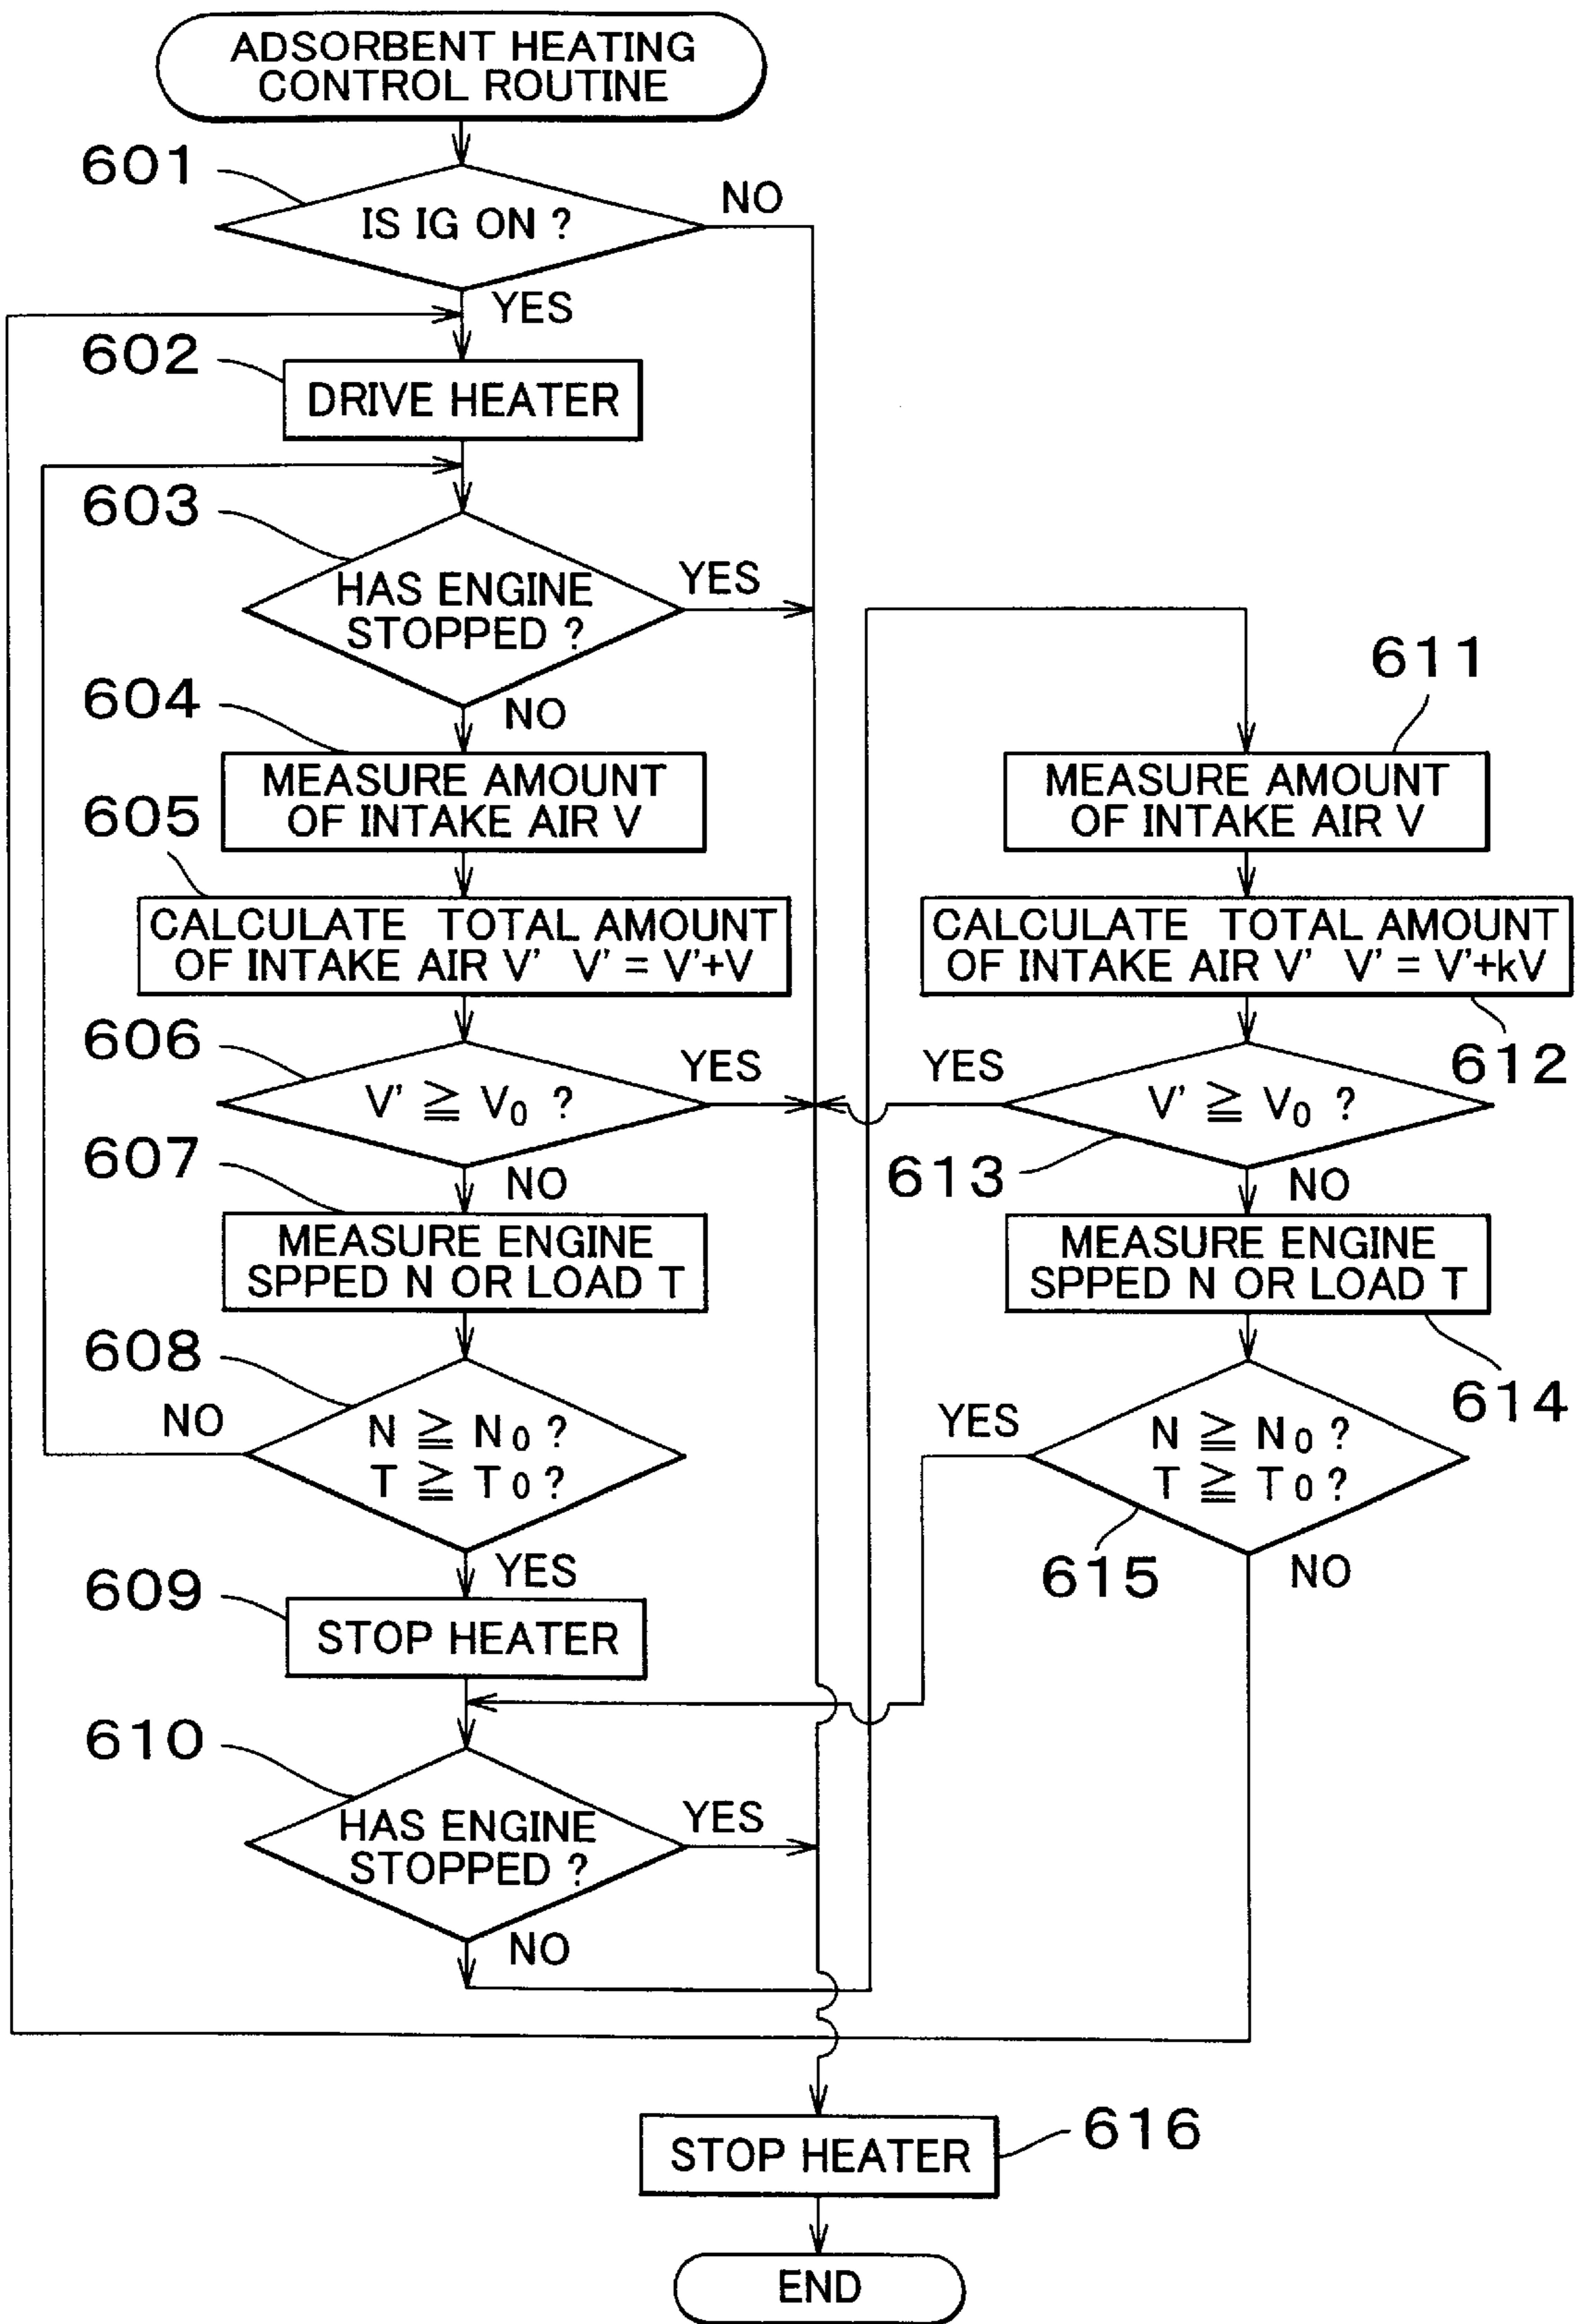 ADSORBENT HEATING
CONTROL ROUTINE
601
IS IG ON ?
NO
YES
602
DRIVE HEATER
603
HAS ENGINE
STOPPED ?
YES
NO
604
MEASURE AMOUNT
OF INTAKE AIR V
605
CALCULATE TOTAL AMOUNT
OF INTAKE AIR V' V' = V'+V
606
V' ≧ V0 ?
YES
NO
607
MEASURE ENGINE
SPPED N OR LOAD T
608
N ≧ N0 ?
T ≧ T0 ?
NO
YES
609
STOP HEATER
610
HAS ENGINE
STOPPED ?
YES
NO
611
MEASURE AMOUNT
OF INTAKE AIR V
CALCULATE TOTAL AMOUNT
OF INTAKE AIR V' V' = V'+kV
612
YES
V' ≧ V0 ?
613
NO
MEASURE ENGINE
SPPED N OR LOAD T
614
YES
N ≧ N0 ?
T ≧ T0 ?
615
NO
STOP HEATER
616
END